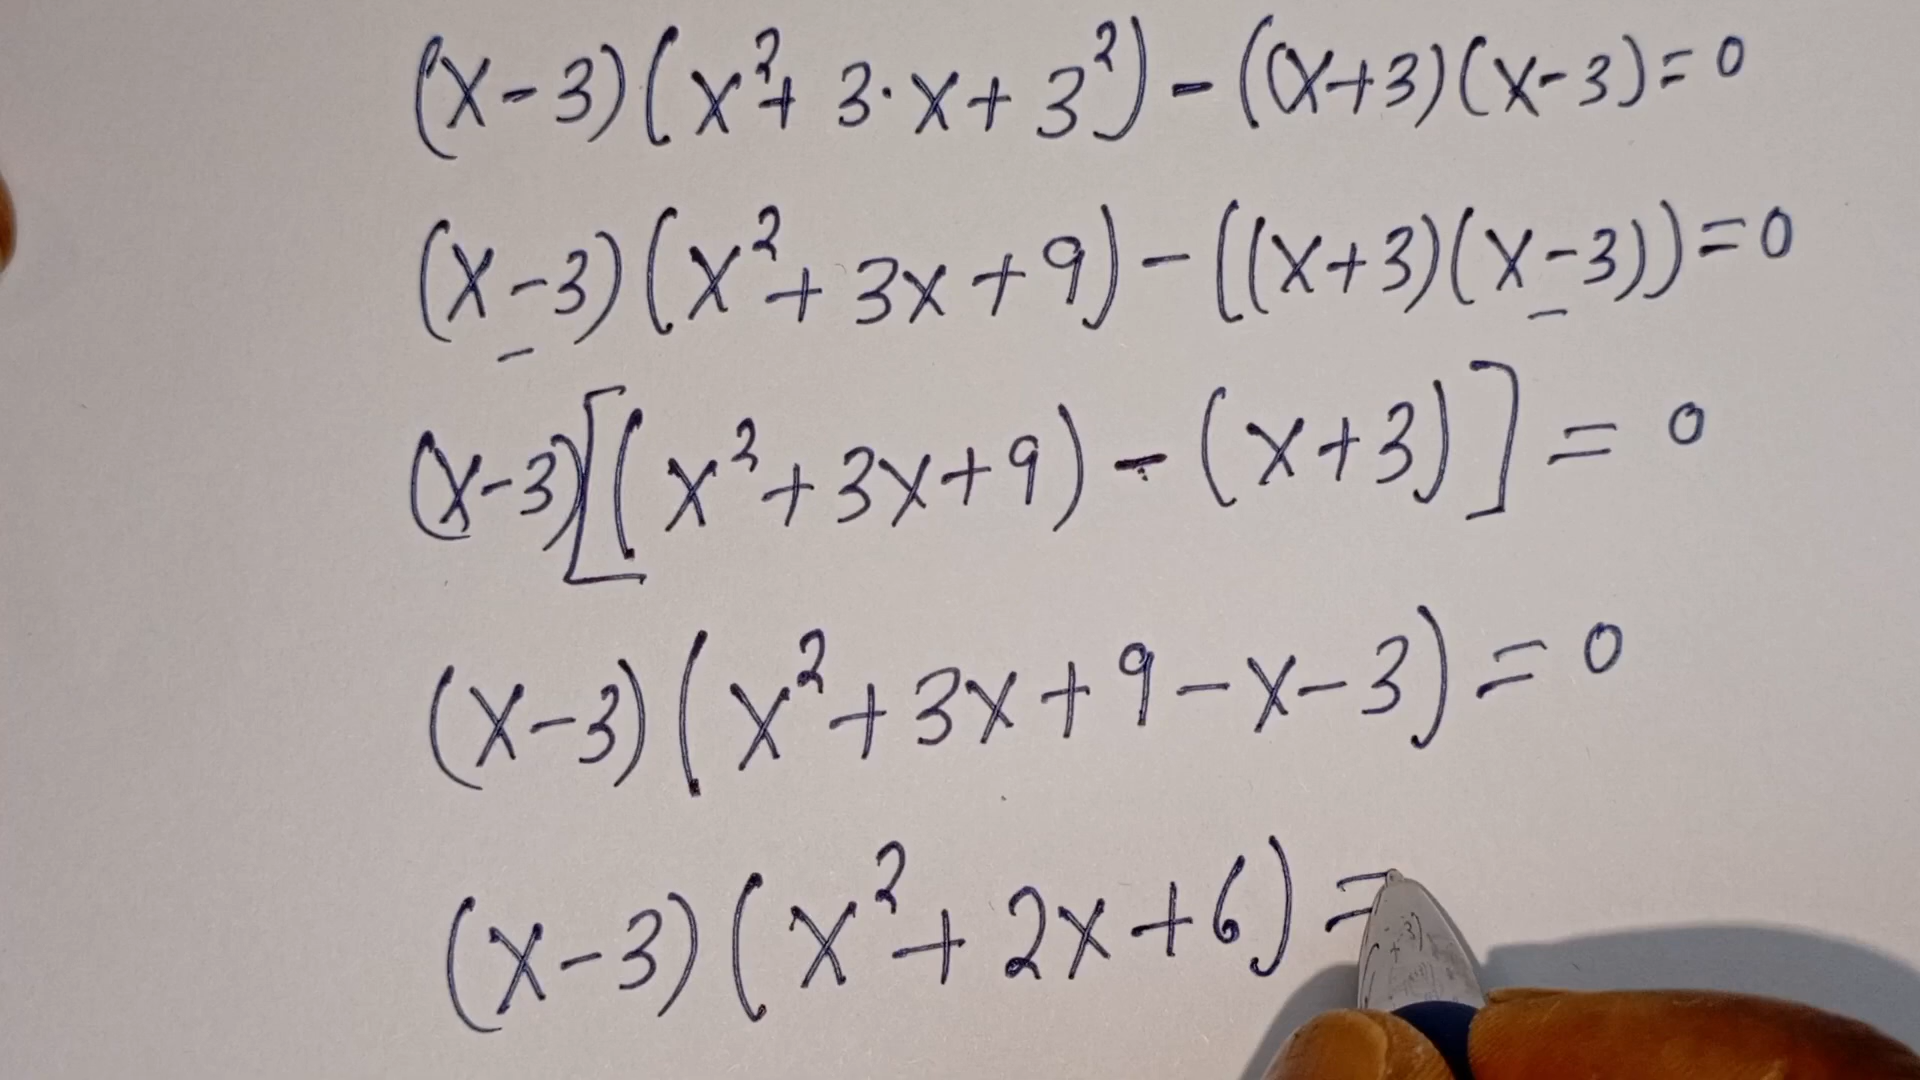 (x-3)(x²+3·x+3²)-((x+3)(x-3)=0
(x-3)(x²+3x+9)-((x+3)(x-3))=0
(x-3)[(x²+3x+9)-(x+3)]=0
(x-3)(x²+3x+9-x-3)=0
(x-3)(x²+2x+6)=